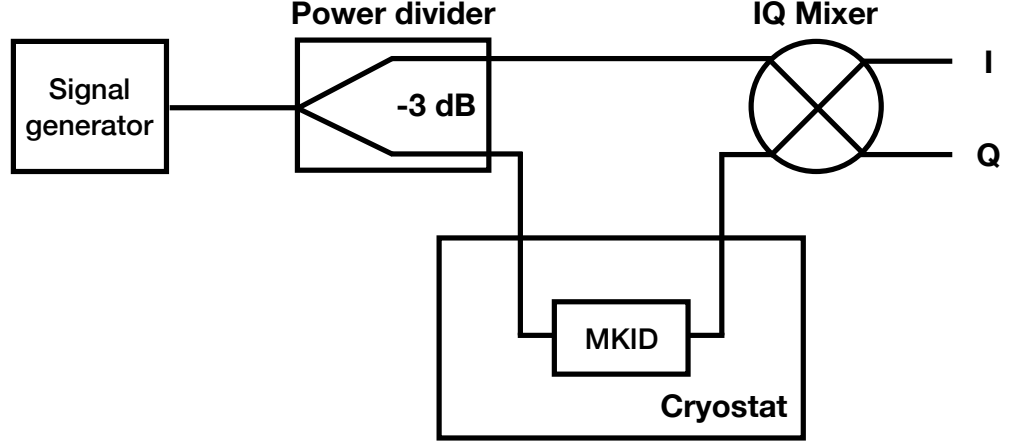 Power divider
IQ Mixer
Signal
generator
-3 dB
I
Q
MKID
Cryostat